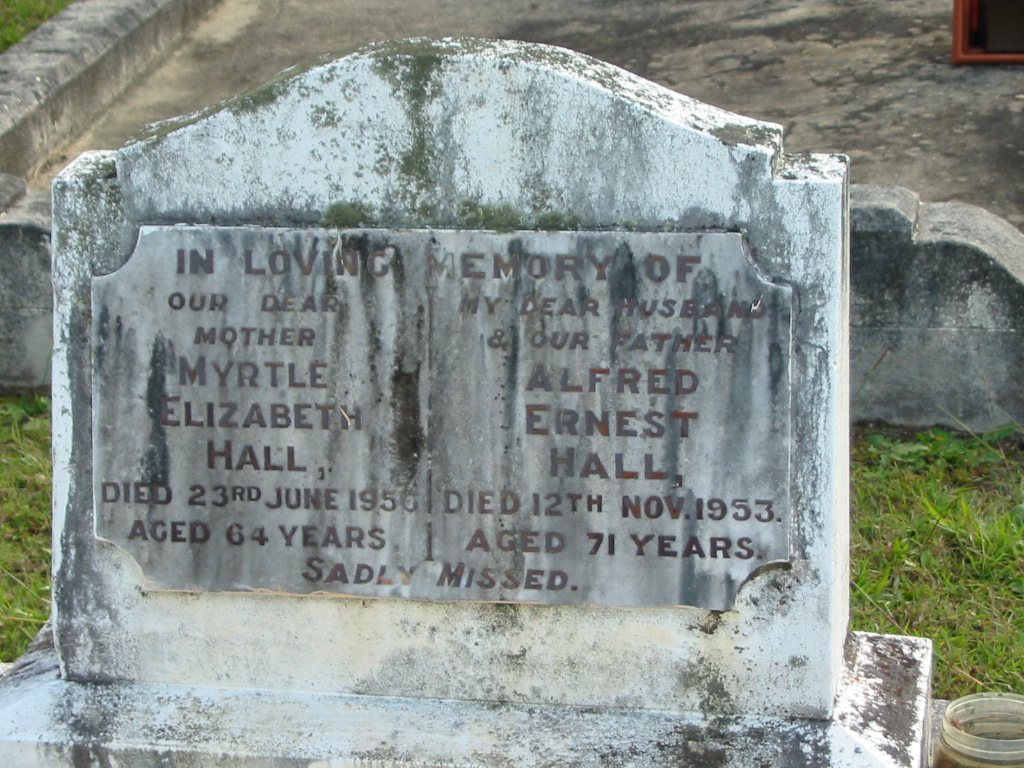 IN LOVING MEMORY OF
OUR DEAR
MOTHER
MYRTLE
ELIZABETH
HALL,
DIED 23RD JUNE 1956
AGED 64 YEARS
MY DEAR HUSBAND
& OUR FATHER
ALFRED
ERNEST
HALL,
DIED 12TH NOV. 1953.
AGED 71 YEARS.
SADLY MISSED.